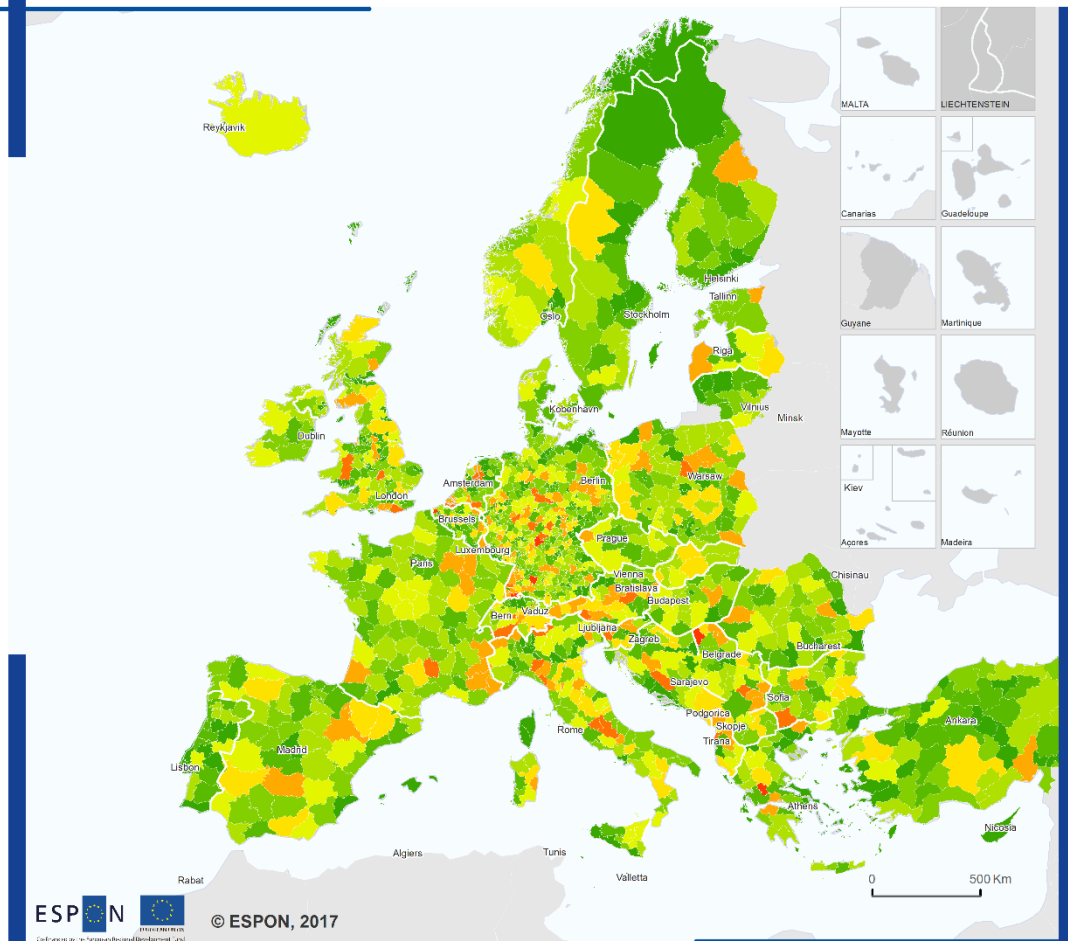 MALTA
LIECHTENSTEIN
Reykjavik
Canarias
Guadeloupe
Helsinki
Tallinn
Oslo
Stockholm
Guyane
Martinique
Riga
Kobenhavn
Vilnius
Minsk
Mayotte
Réunion
Dublin
Amsterdam
Berlin
Warsaw
London
Kiev
Brussels
Prague
Luxembourg
Açores
Madeira
Paris
Vienna
Bratislava
Chisinau
Budapest
Bern
Vaduz
Ljubljana
Zagreb
Belgrade
Bucharest
Sarajevo
Sofia
Podgorica
Skopje
Rome
Tirana
Ankara
Madrid
Lisbon
Athens
Nicosia
Algiers
Tunis
Valletta
Rabat
0
500 Km
ESPON
© ESPON, 2017